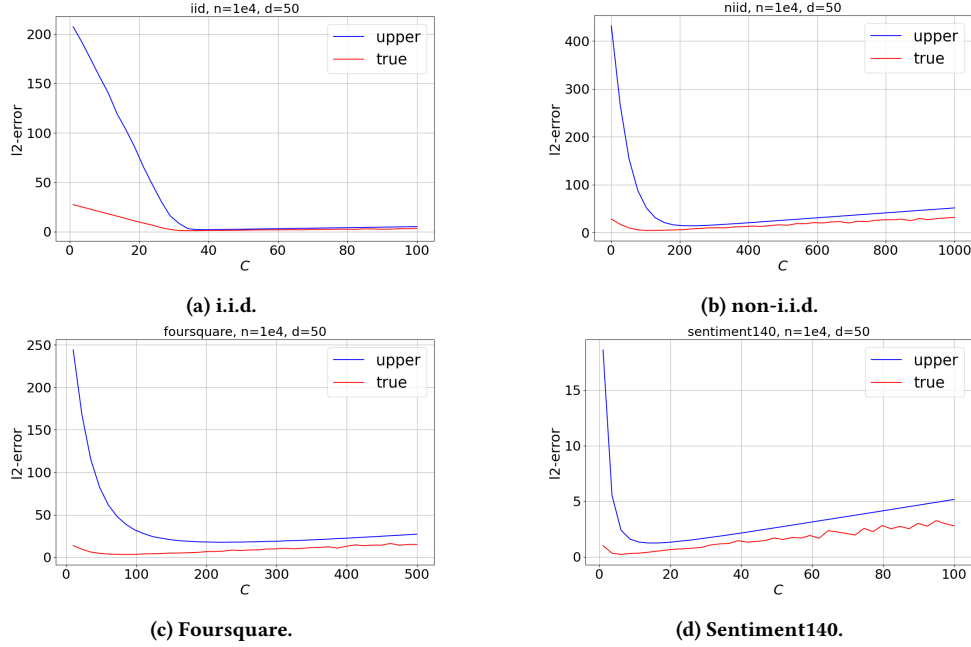 iid, n=1e4, d=50
200
150
100
50
0
l2-error
upper
true
0 20 40 60 80 100
C
(a) i.i.d.
niid, n=1e4, d=50
400
300
200
100
0
l2-error
upper
true
0 200 400 600 800 1000
C
(b) non-i.i.d.
foursquare, n=1e4, d=50
250
200
150
100
50
0
l2-error
upper
true
0 100 200 300 400 500
C
(c) Foursquare.
sentiment140, n=1e4, d=50
15
10
5
0
l2-error
upper
true
0 20 40 60 80 100
C
(d) Sentiment140.